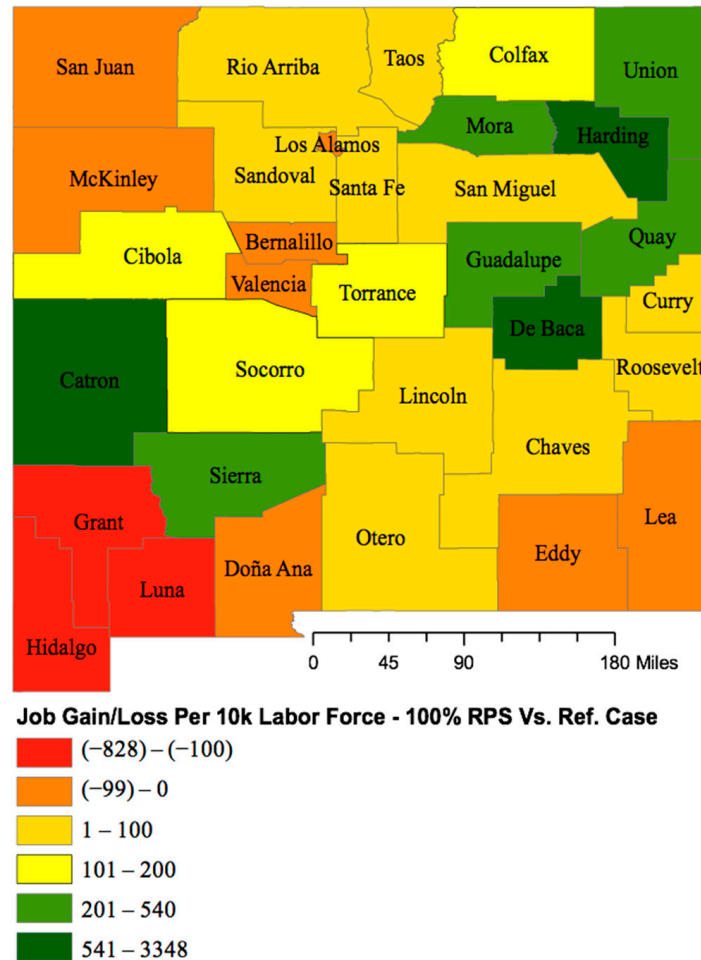 San Juan
Rio Arriba
Taos
Colfax
Union
Mora
Harding
Los Alamos
McKinley
Sandoval
Santa Fe
San Miguel
Bernalillo
Quay
Cibola
Guadalupe
Valencia
Torrance
Curry
De Baca
Catron
Socorro
Roosevelt
Lincoln
Chaves
Sierra
Grant
Lea
Otero
Eddy
Doña Ana
Luna
Hidalgo
0 45 90 180 Miles
Job Gain/Loss Per 10k Labor Force - 100% RPS Vs. Ref. Case
(−828) – (−100)
(−99) – 0
1 – 100
101 – 200
201 – 540
541 – 3348